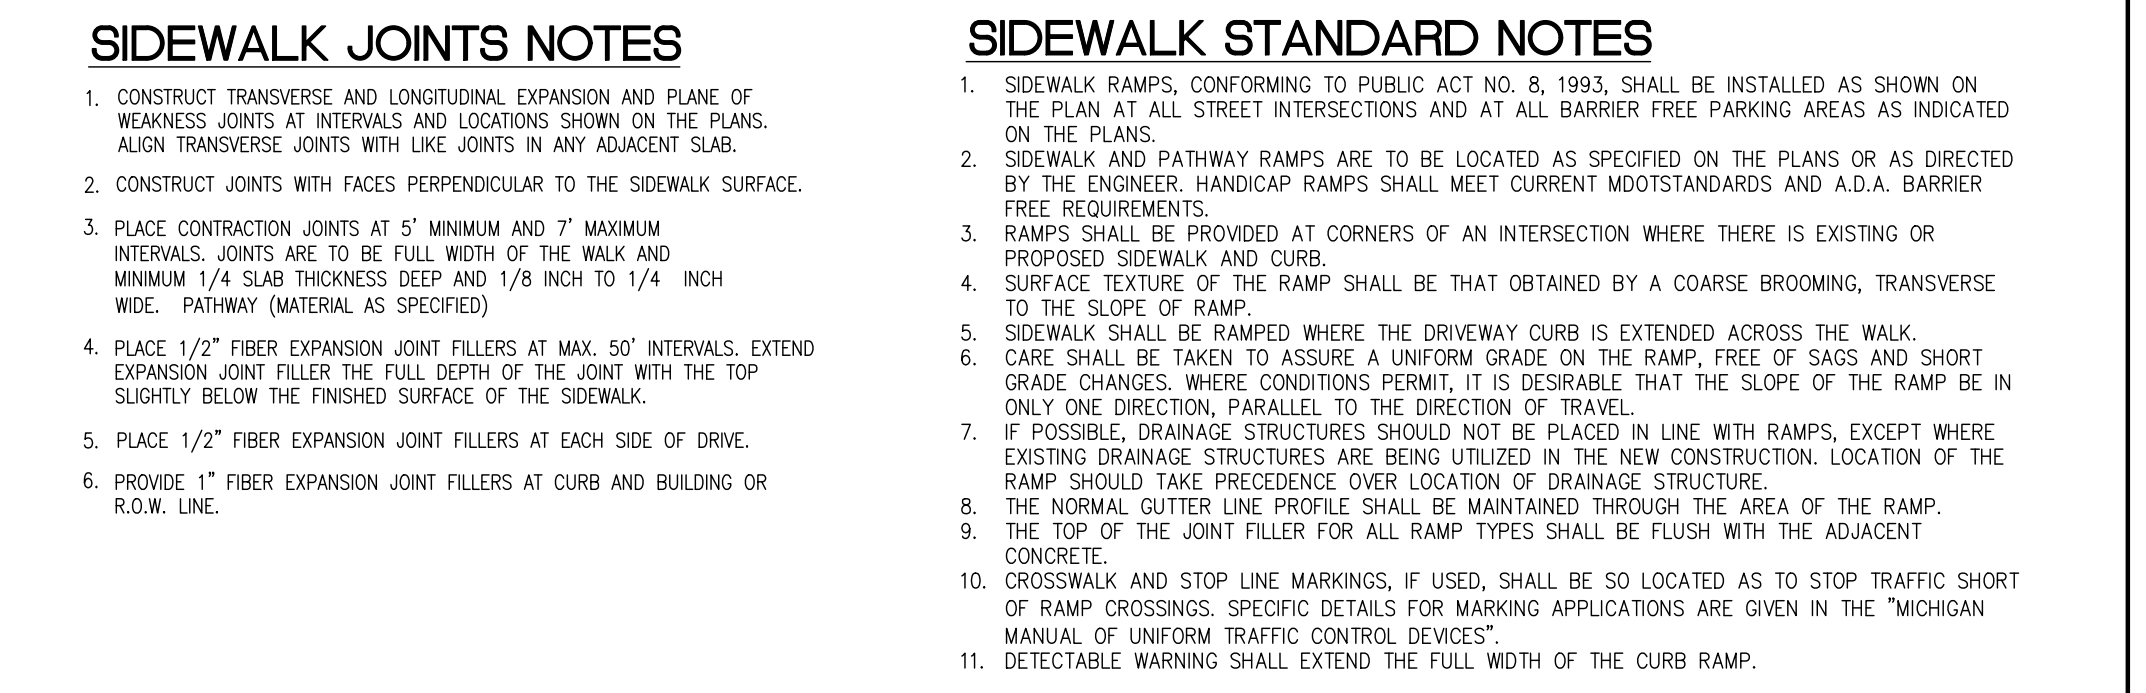 SIDEWALK JOINTS NOTES
1. CONSTRUCT TRANSVERSE AND LONGITUDINAL EXPANSION AND PLANE OF
WEAKNESS JOINTS AT INTERVALS AND LOCATIONS SHOWN ON THE PLANS.
ALIGN TRANSVERSE JOINTS WITH LIKE JOINTS IN ANY ADJACENT SLAB.
2. CONSTRUCT JOINTS WITH FACES PERPENDICULAR TO THE SIDEWALK SURFACE.
3. PLACE CONTRACTION JOINTS AT 5' MINIMUM AND 7' MAXIMUM
INTERVALS. JOINTS ARE TO BE FULL WIDTH OF THE WALK AND
MINIMUM 1/4 SLAB THICKNESS DEEP AND 1/8 INCH TO 1/4 INCH
WIDE. PATHWAY (MATERIAL AS SPECIFIED)
4. PLACE 1/2" FIBER EXPANSION JOINT FILLERS AT MAX. 50' INTERVALS. EXTEND
EXPANSION JOINT FILLER THE FULL DEPTH OF THE JOINT WITH THE TOP
SLIGHTLY BELOW THE FINISHED SURFACE OF THE SIDEWALK.
5. PLACE 1/2" FIBER EXPANSION JOINT FILLERS AT EACH SIDE OF DRIVE.
6. PROVIDE 1" FIBER EXPANSION JOINT FILLERS AT CURB AND BUILDING OR
R.O.W. LINE.
SIDEWALK STANDARD NOTES
1. SIDEWALK RAMPS, CONFORMING TO PUBLIC ACT NO. 8, 1993, SHALL BE INSTALLED AS SHOWN ON
THE PLAN AT ALL STREET INTERSECTIONS AND AT ALL BARRIER FREE PARKING AREAS AS INDICATED
ON THE PLANS.
2. SIDEWALK AND PATHWAY RAMPS ARE TO BE LOCATED AS SPECIFIED ON THE PLANS OR AS DIRECTED
BY THE ENGINEER. HANDICAP RAMPS SHALL MEET CURRENT MDOTSTANDARDS AND A.D.A. BARRIER
FREE REQUIREMENTS.
3. RAMPS SHALL BE PROVIDED AT CORNERS OF AN INTERSECTION WHERE THERE IS EXISTING OR
PROPOSED SIDEWALK AND CURB.
4. SURFACE TEXTURE OF THE RAMP SHALL BE THAT OBTAINED BY A COARSE BROOMING, TRANSVERSE
TO THE SLOPE OF RAMP.
5. SIDEWALK SHALL BE RAMPED WHERE THE DRIVEWAY CURB IS EXTENDED ACROSS THE WALK.
6. CARE SHALL BE TAKEN TO ASSURE A UNIFORM GRADE ON THE RAMP, FREE OF SAGS AND SHORT
GRADE CHANGES. WHERE CONDITIONS PERMIT, IT IS DESIRABLE THAT THE SLOPE OF THE RAMP BE IN
ONLY ONE DIRECTION, PARALLEL TO THE DIRECTION OF TRAVEL.
7. IF POSSIBLE, DRAINAGE STRUCTURES SHOULD NOT BE PLACED IN LINE WITH RAMPS, EXCEPT WHERE
EXISTING DRAINAGE STRUCTURES ARE BEING UTILIZED IN THE NEW CONSTRUCTION. LOCATION OF THE
RAMP SHOULD TAKE PRECEDENCE OVER LOCATION OF DRAINAGE STRUCTURE.
8. THE NORMAL GUTTER LINE PROFILE SHALL BE MAINTAINED THROUGH THE AREA OF THE RAMP.
9. THE TOP OF THE JOINT FILLER FOR ALL RAMP TYPES SHALL BE FLUSH WITH THE ADJACENT
CONCRETE.
10. CROSSWALK AND STOP LINE MARKINGS, IF USED, SHALL BE SO LOCATED AS TO STOP TRAFFIC SHORT
OF RAMP CROSSINGS. SPECIFIC DETAILS FOR MARKING APPLICATIONS ARE GIVEN IN THE "MICHIGAN
MANUAL OF UNIFORM TRAFFIC CONTROL DEVICES".
11. DETECTABLE WARNING SHALL EXTEND THE FULL WIDTH OF THE CURB RAMP.